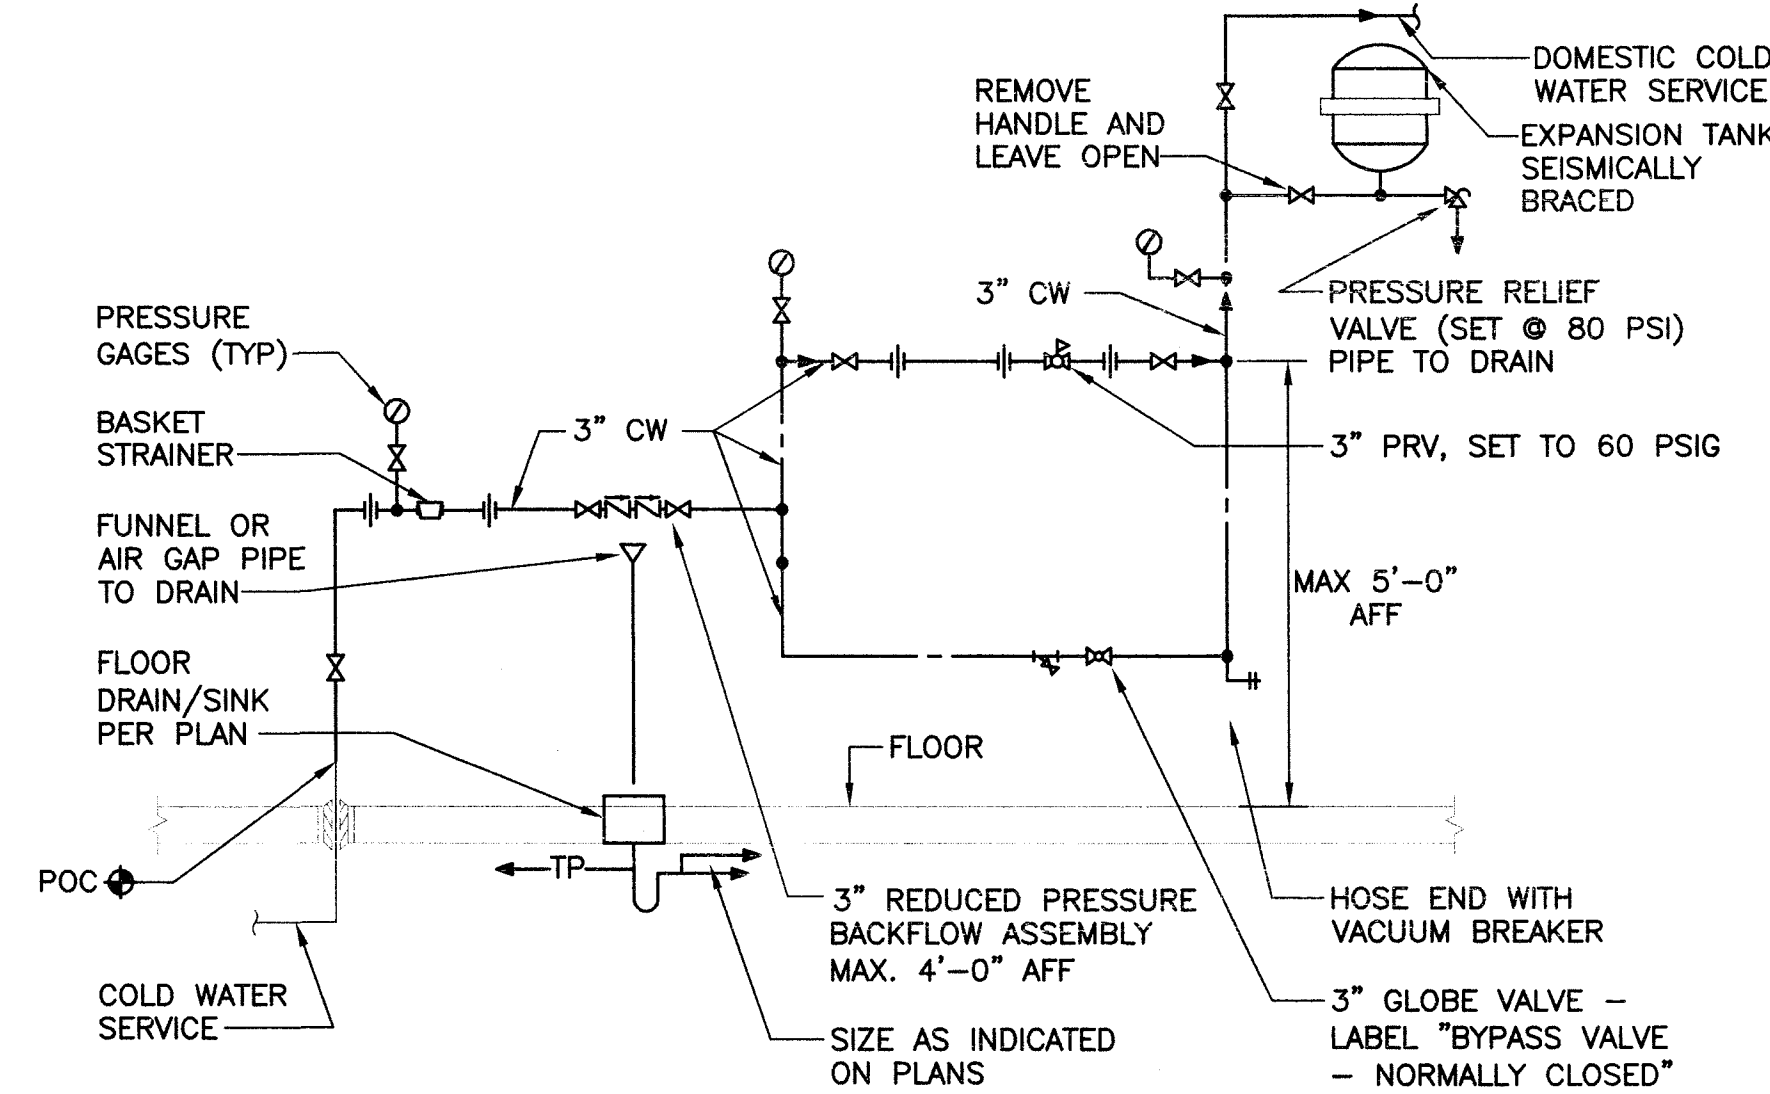 DOMESTIC COLD
WATER SERVICE
REMOVE
HANDLE AND
LEAVE OPEN
EXPANSION TANK
SEISMICALLY
BRACED
PRESSURE RELIEF
VALVE (SET @ 80 PSI)
PIPE TO DRAIN
3" CW
PRESSURE
GAGES (TYP)
BASKET
STRAINER
3" CW
3" PRV, SET TO 60 PSIG
FUNNEL OR
AIR GAP PIPE
TO DRAIN
MAX 5'-0"
AFF
FLOOR
DRAIN/SINK
PER PLAN
FLOOR
POC
TP
3" REDUCED PRESSURE
BACKFLOW ASSEMBLY
MAX. 4'-0" AFF
HOSE END WITH
VACUUM BREAKER
COLD WATER
SERVICE
SIZE AS INDICATED
ON PLANS
3" GLOBE VALVE -
LABEL "BYPASS VALVE
- NORMALLY CLOSED"